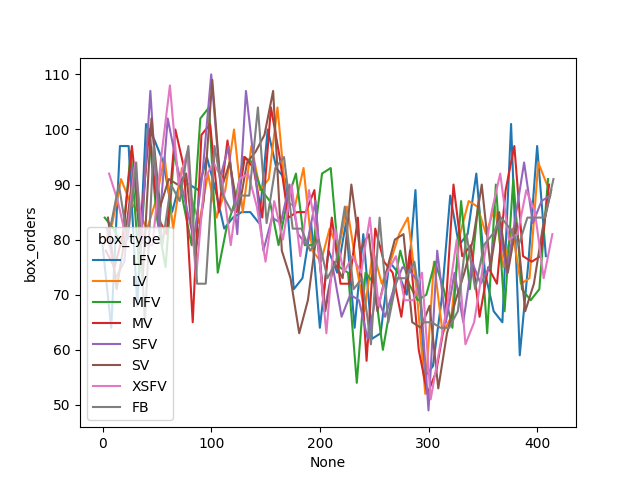 110
100
90
80
70
60
50
box_orders
box_type
LFV
LV
MFV
MV
SFV
SV
XSFV
FB
0
100
200
300
400
None